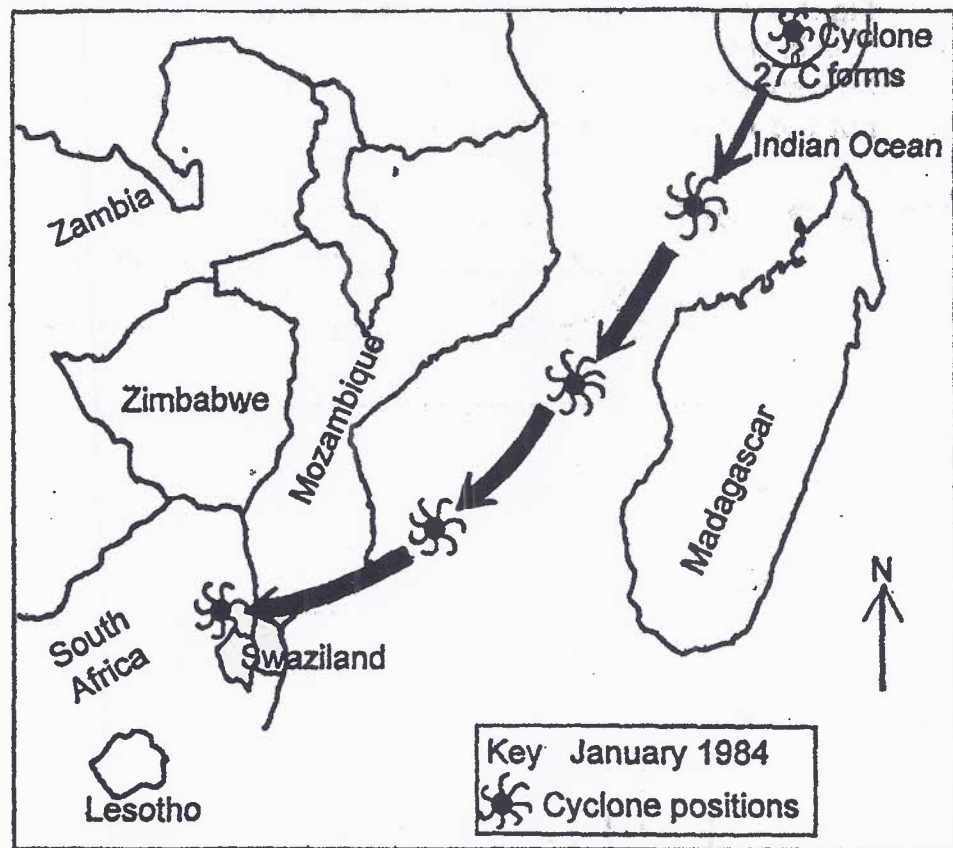 Cyclone
27°C forms
Indian Ocean
Zambia
Zimbabwe
Mozambique
Madagascar
N
South
Africa
Swaziland
Lesotho
Key January 1984
Cyclone positions